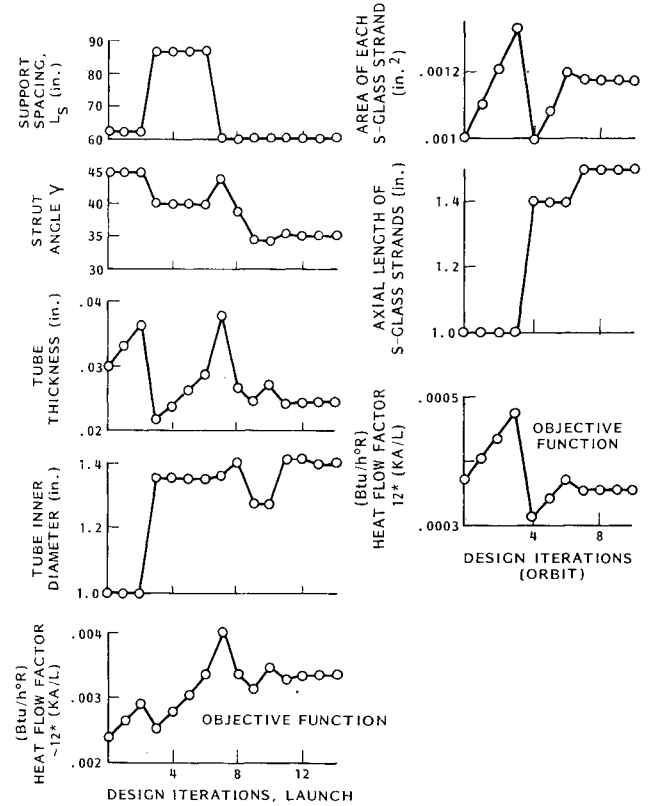 SUPPORT
SPACING,
L_S (in.)
90
80
70
60
STRUT
ANGLE γ
45
40
35
30
TUBE
THICKNESS (in.)
.04
.03
.02
TUBE INNER
DIAMETER (in.)
1.4
1.2
1.0
(Btu/h°R)
HEAT FLOW FACTOR
~12* (KA/L)
.004
.003
.002
OBJECTIVE FUNCTION
4
8
12
DESIGN ITERATIONS, LAUNCH
AREA OF EACH
S-GLASS STRAND
(in.²)
.0012
.001
AXIAL LENGTH OF
S-GLASS STRANDS (in.)
1.4
1.2
1.0
(Btu/h°R)
HEAT FLOW FACTOR
12* (KA/L)
.0005
.0003
OBJECTIVE
FUNCTION
4
8
DESIGN ITERATIONS
(ORBIT)